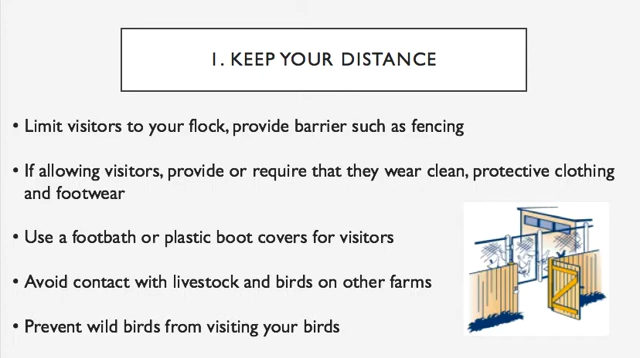 1. KEEP YOUR DISTANCE
• Limit visitors to your flock, provide barrier such as fencing
• If allowing visitors, provide or require that they wear clean, protective clothing
and footwear
• Use a footbath or plastic boot covers for visitors
• Avoid contact with livestock and birds on other farms
• Prevent wild birds from visiting your birds